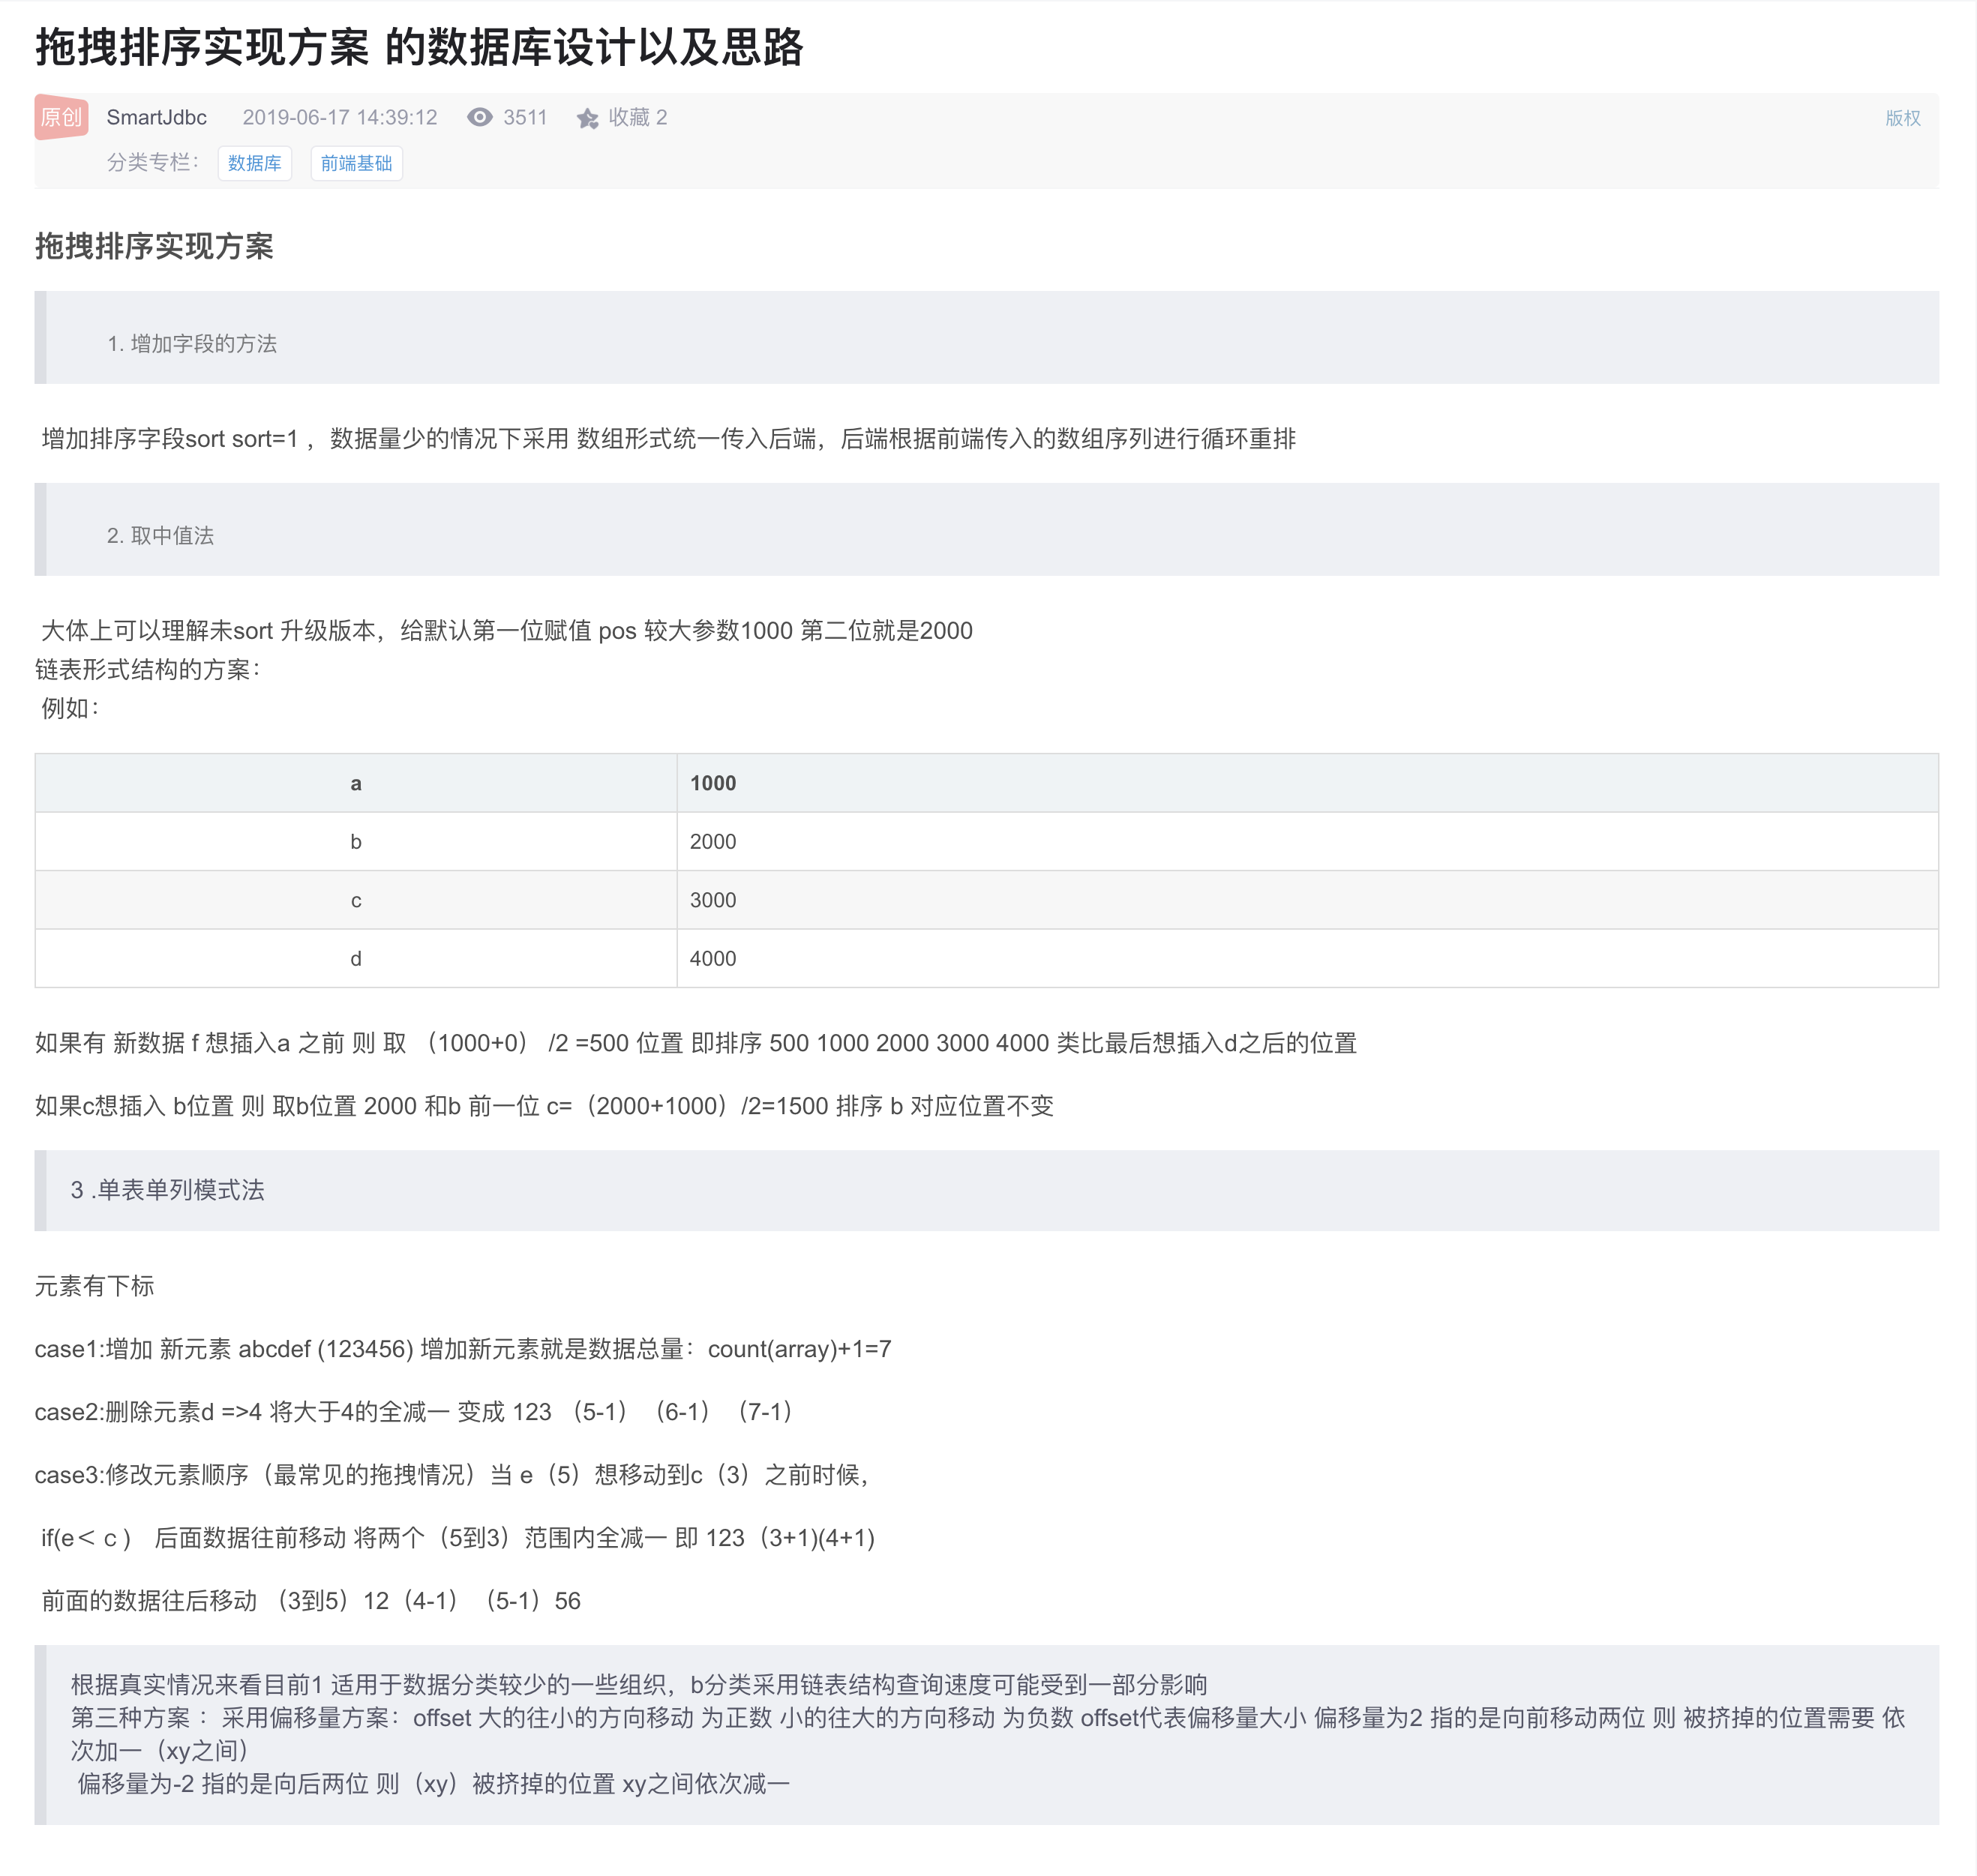 拖拽排序实现方案 的数据库设计以及思路
原创 SmartJdbc 2019-06-17 14:39:12 3511 收藏 2 版权
分类专栏： 数据库 前端基础
拖拽排序实现方案
1. 增加字段的方法
增加排序字段sort sort=1 ，数据量少的情况下采用 数组形式统一传入后端，后端根据前端传入的数组序列进行循环重排
2. 取中值法
大体上可以理解未sort 升级版本，给默认第一位赋值 pos 较大参数1000 第二位就是2000
链表形式结构的方案：
例如：
a 1000
b 2000
c 3000
d 4000
如果有 新数据 f 想插入a 之前 则 取 （1000+0） /2 =500 位置 即排序 500 1000 2000 3000 4000 类比最后想插入d之后的位置
如果c想插入 b位置 则 取b位置 2000 和b 前一位 c=（2000+1000）/2=1500 排序 b 对应位置不变
3 .单表单列模式法
元素有下标
case1:增加 新元素 abcdef (123456) 增加新元素就是数据总量：count(array)+1=7
case2:删除元素d =>4 将大于4的全减一 变成 123 （5-1）（6-1）（7-1）
case3:修改元素顺序（最常见的拖拽情况）当 e（5）想移动到c（3）之前时候，
if(e＜ｃ) 后面数据往前移动 将两个（5到3）范围内全减一 即 123（3+1)(4+1)
前面的数据往后移动 （3到5）12（4-1）（5-1）56
根据真实情况来看目前1 适用于数据分类较少的一些组织，b分类采用链表结构查询速度可能受到一部分影响
第三种方案 ：采用偏移量方案：offset 大的往小的方向移动 为正数 小的往大的方向移动 为负数 offset代表偏移量大小 偏移量为2 指的是向前移动两位 则 被挤掉的位置需要 依
次加一（xy之间）
偏移量为-2 指的是向后两位 则（xy）被挤掉的位置 xy之间依次减一